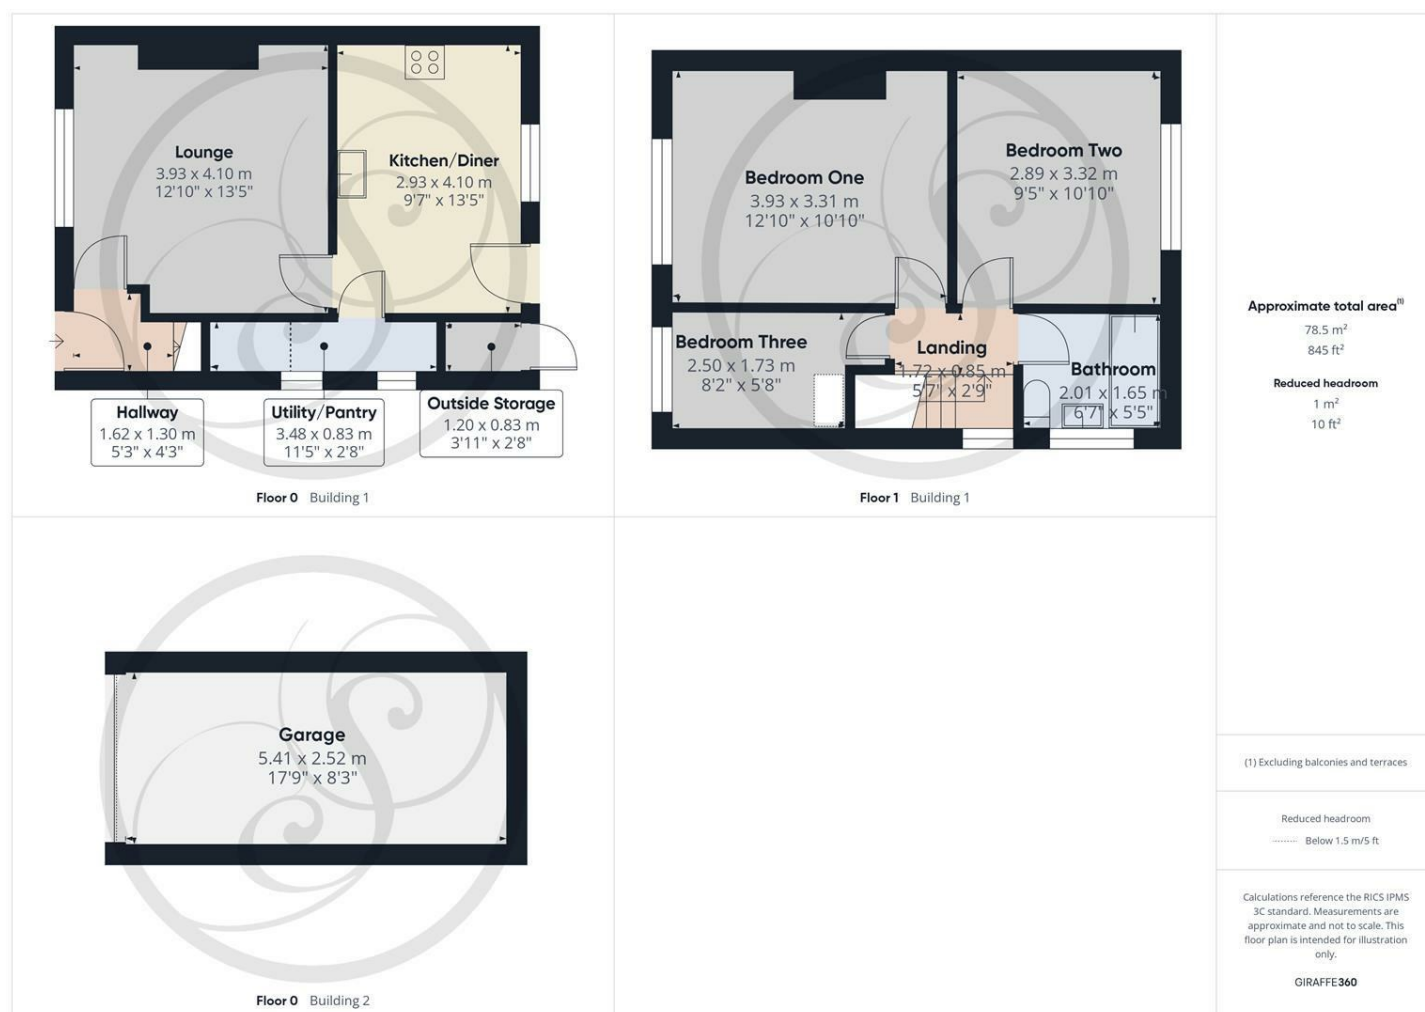 Lounge
3.93 x 4.10 m
12'10" x 13'5"
Kitchen/Diner
2.93 x 4.10 m
9'7" x 13'5"
Hallway
1.62 x 1.30 m
5'3" x 4'3"
Utility/Pantry
3.48 x 0.83 m
11'5" x 2'8"
Outside Storage
1.20 x 0.83 m
3'11" x 2'8"
Floor 0 Building 1
Bedroom One
3.93 x 3.31 m
12'10" x 10'10"
Bedroom Two
2.89 x 3.32 m
9'5" x 10'10"
Bedroom Three
2.50 x 1.73 m
8'2" x 5'8"
Landing
1.72 x 0.85 m
5'7" x 2'9"
Bathroom
2.01 x 1.65 m
6'7" x 5'5"
Floor 1 Building 1
Garage
5.41 x 2.52 m
17'9" x 8'3"
Floor 0 Building 2
Approximate total area(1)
78.5 m²
845 ft²
Reduced headroom
1 m²
10 ft²
(1) Excluding balconies and terraces
Reduced headroom
Below 1.5 m/5 ft
Calculations reference the RICS IPMS
3C standard. Measurements are
approximate and not to scale. This
floor plan is intended for illustration
only.
GIRAFFE360